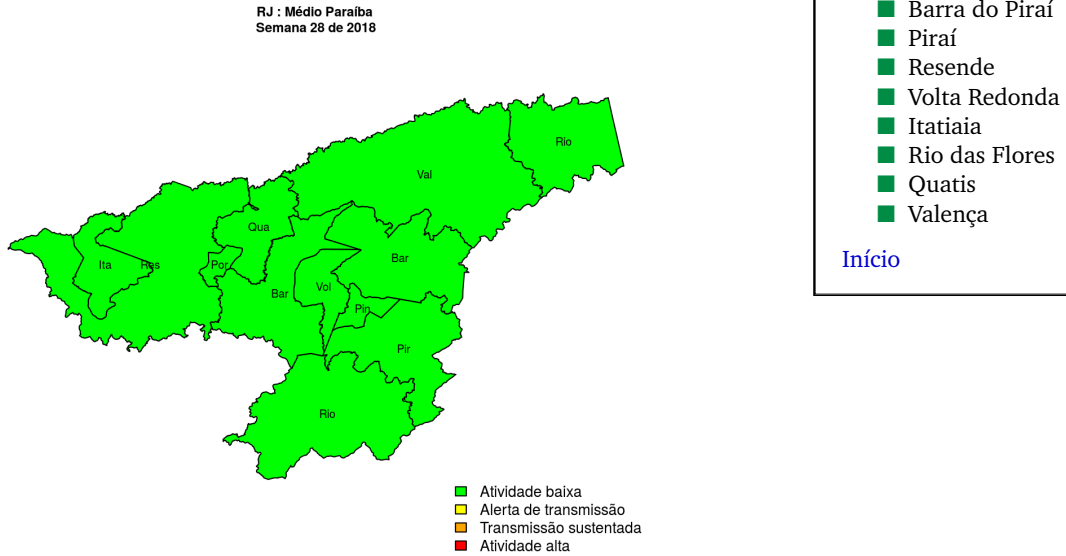 RJ : Médio Paraíba
Semana 28 de 2018
Rio
Val
Qua
Ita
Res
Por
Bar
Bar
Vol
Pin
Pir
Rio
Atividade baixa
Alerta de transmissão
Transmissão sustentada
Atividade alta
Barra do Piraí
Piraí
Resende
Volta Redonda
Itatiaia
Rio das Flores
Quatis
Valença
Início